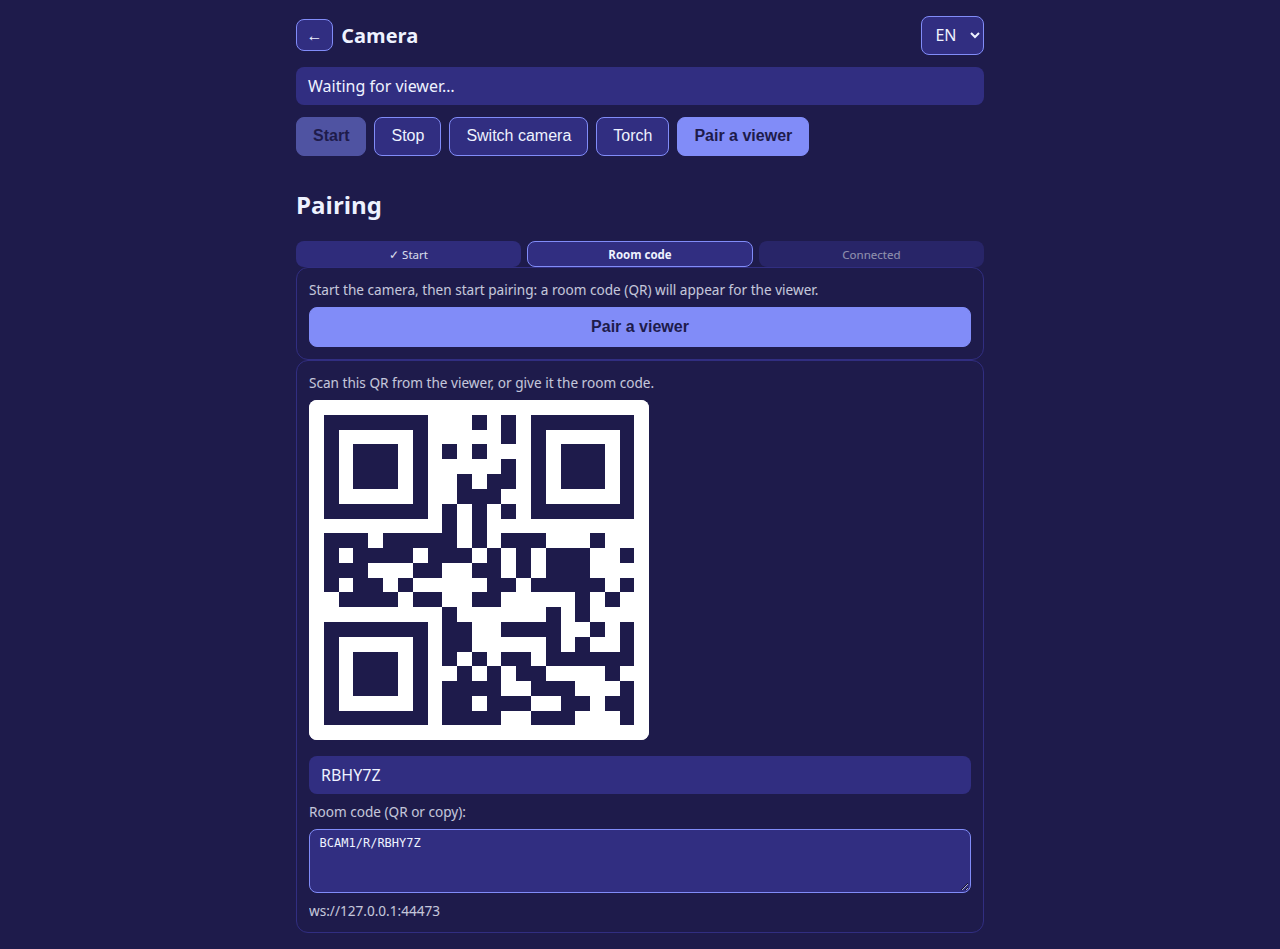 ← Camera EN
Waiting for viewer...
Start Stop Switch camera Torch Pair a viewer
Pairing
✓ Start Room code Connected
Start the camera, then start pairing: a room code (QR) will appear for the viewer.
Pair a viewer
Scan this QR from the viewer, or give it the room code.
RBHY7Z
Room code (QR or copy):
BCAM1/R/RBHY7Z
ws://127.0.0.1:44473